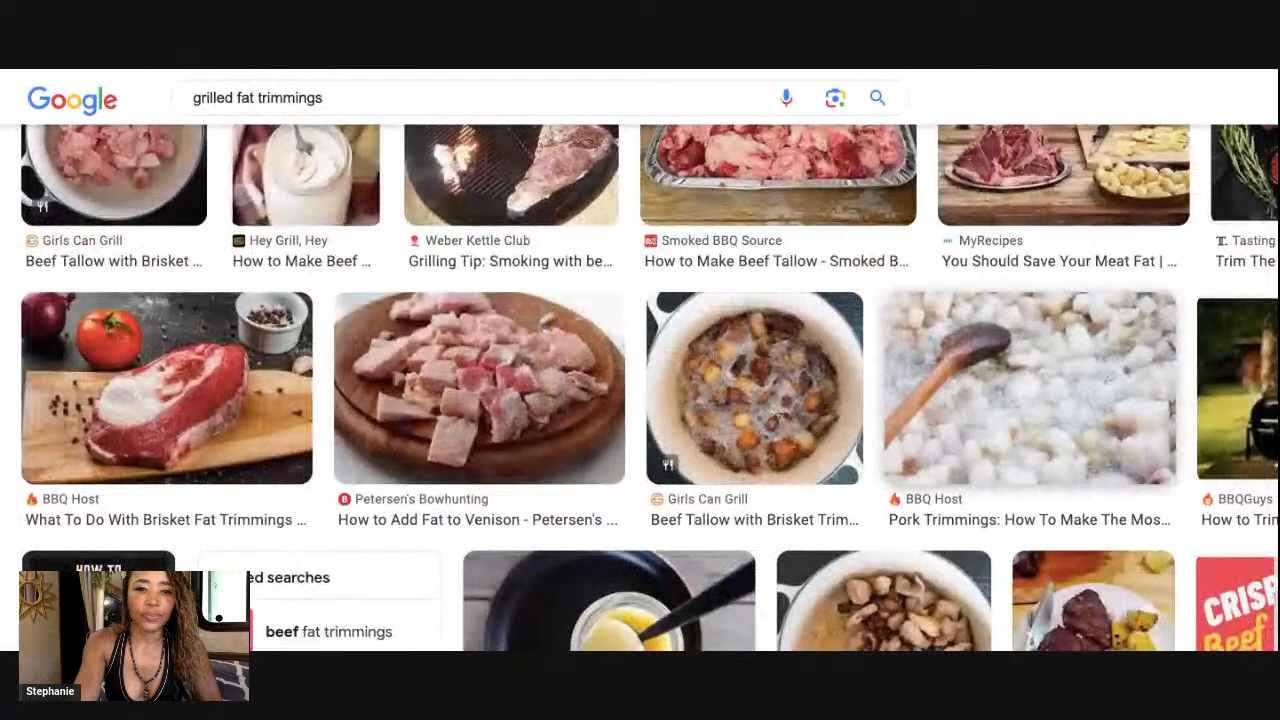 Google
grilled fat trimmings
Girls Can Grill
Beef Tallow with Brisket ...
Hey Grill, Hey
How to Make Beef ...
Weber Kettle Club
Grilling Tip: Smoking with be...
Smoked BBQ Source
How to Make Beef Tallow - Smoked B...
MyRecipes
You Should Save Your Meat Fat | ...
Tasting
Trim The
BBQ Host
What To Do With Brisket Fat Trimmings ...
B Petersen's Bowhunting
How to Add Fat to Venison - Petersen's ...
Girls Can Grill
Beef Tallow with Brisket Trim...
BBQ Host
Pork Trimmings: How To Make The Mos...
BBQGuys
How to Trin
HOW TO
ed searches
beef fat trimmings
CRISP
Beef
Stephanie